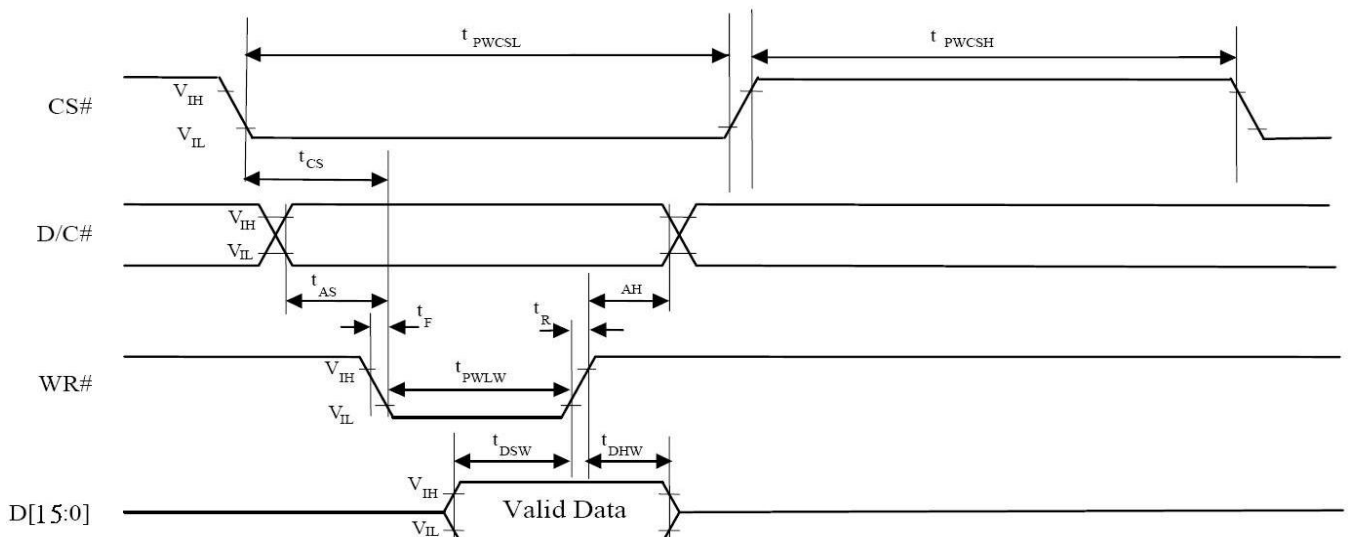 t PWCSL
t PWCSH
CS#
VIH
VIL
tCS
D/C#
VIH
VIL
tAS
AH
tF
tR
WR#
VIH
VIL
tPWLW
tDSW
tDHW
D[15:0]
VIH
VIL
Valid Data